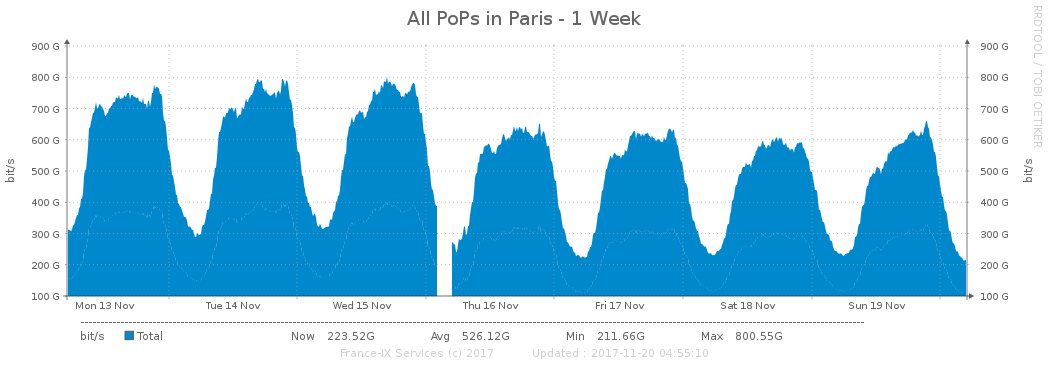 All PoPs in Paris - 1 Week
RRDTOOL / TOBI OETIKER
900 G 900 G
800 G 800 G
700 G 700 G
600 G 600 G
500 G 500 G
400 G 400 G
300 G 300 G
200 G 200 G
100 G 100 G
bit/s bit/s
Mon 13 Nov Tue 14 Nov Wed 15 Nov Thu 16 Nov Fri 17 Nov Sat 18 Nov Sun 19 Nov
bit/s Total Now 223.52G Avg 526.12G Min 211.66G Max 800.55G
France-IX Services (c) 2017 Updated : 2017-11-20 04:55:10